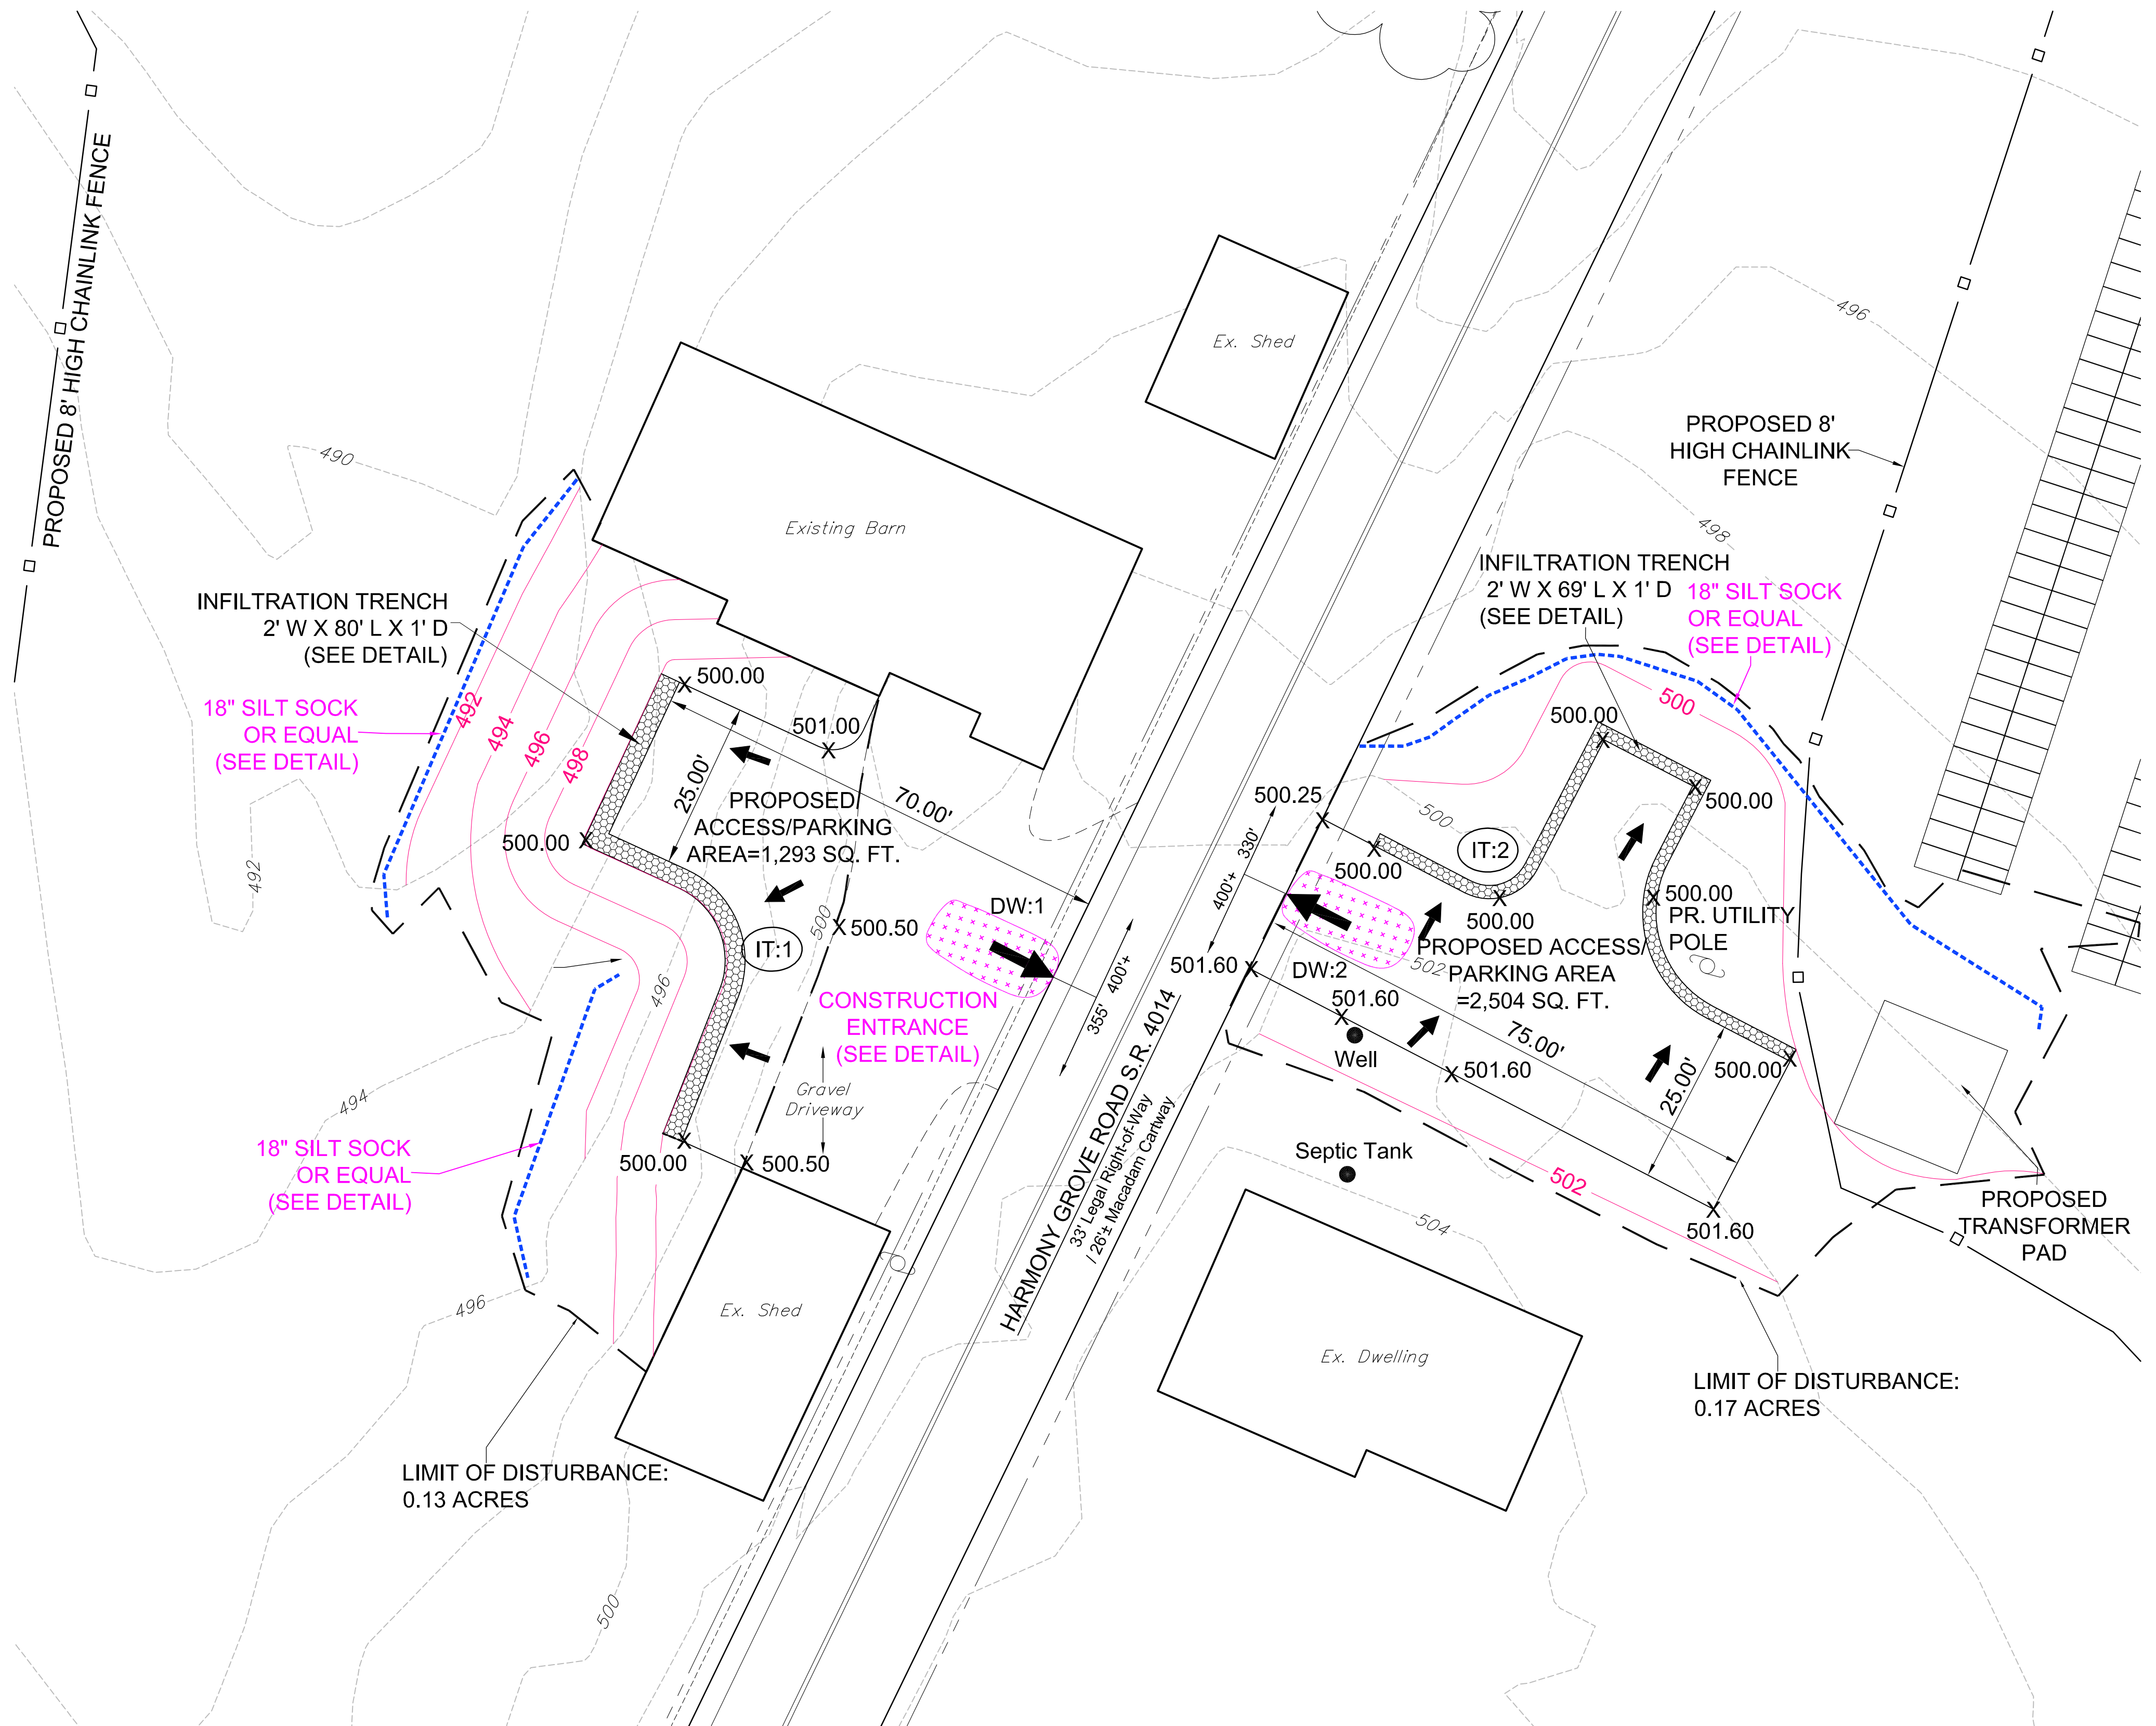 PROPOSED 8' HIGH CHAINLINK FENCE
Ex. Shed
496
PROPOSED 8'
HIGH CHAINLINK
FENCE
490
Existing Barn
498
INFILTRATION TRENCH
2' W X 80' L X 1' D
(SEE DETAIL)
INFILTRATION TRENCH
2' W X 69' L X 1' D
(SEE DETAIL)
18" SILT SOCK
OR EQUAL
(SEE DETAIL)
18" SILT SOCK
OR EQUAL
(SEE DETAIL)
492
494
496
498
500.00
501.00
25.00'
70.00'
PROPOSED
ACCESS/PARKING
AREA=1,293 SQ. FT.
500.00
492
500
500.00
500.00
500.25
500
400'+ 330'
500.00
IT:2
500.00
500.00
PR. UTILITY
POLE
DW:1
500.50
500
IT:1
496
CONSTRUCTION
ENTRANCE
(SEE DETAIL)
355' 400'+
501.60
DW:2
502
PROPOSED ACCESS/
PARKING AREA
=2,504 SQ. FT.
501.60
Well
75.00'
501.60
25.00'
500.00
Gravel
Driveway
494
18" SILT SOCK
OR EQUAL
(SEE DETAIL)
500.00
500.50
HARMONY GROVE ROAD S.R. 4014
33' Legal Right-of-Way
/ 26'± Macadam Cartway
Septic Tank
502
504
501.60
PROPOSED
TRANSFORMER
PAD
496
Ex. Shed
Ex. Dwelling
LIMIT OF DISTURBANCE:
0.17 ACRES
LIMIT OF DISTURBANCE:
0.13 ACRES
500